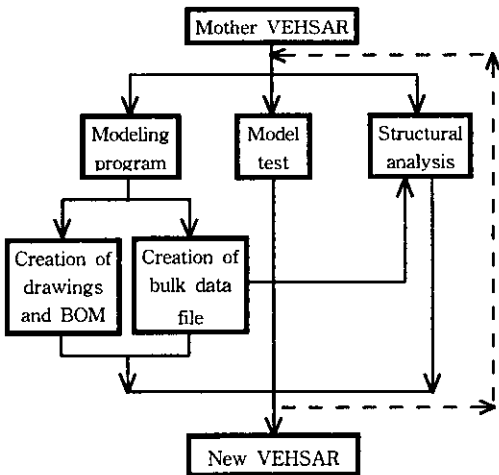 Mother VEHSAR
Modeling
program
Model
test
Structural
analysis
Creation of
drawings
and BOM
Creation of
bulk data
file
New VEHSAR